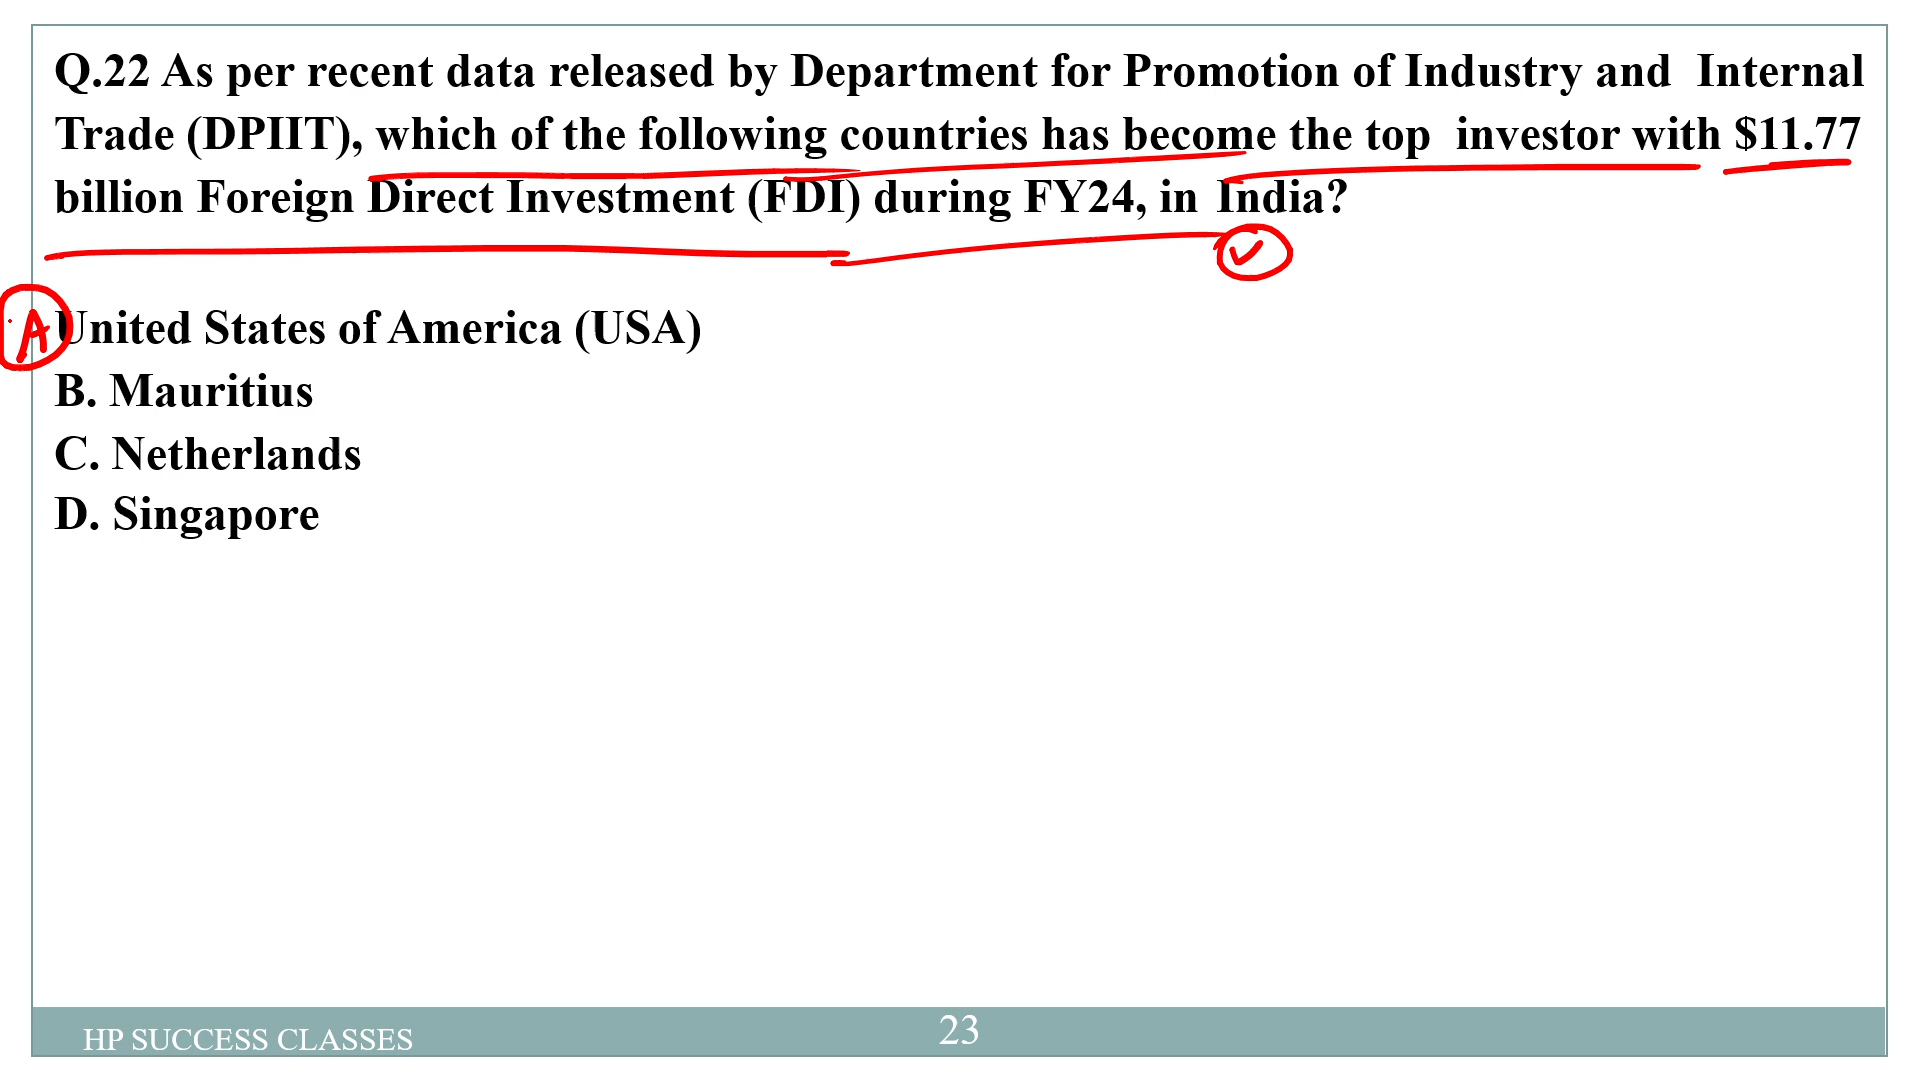 Q.22 As per recent data released by Department for Promotion of Industry and Internal
Trade (DPIIT), which of the following countries has become the top investor with $11.77
billion Foreign Direct Investment (FDI) during FY24, in India?
A United States of America (USA)
B. Mauritius
C. Netherlands
D. Singapore
HP SUCCESS CLASSES
23